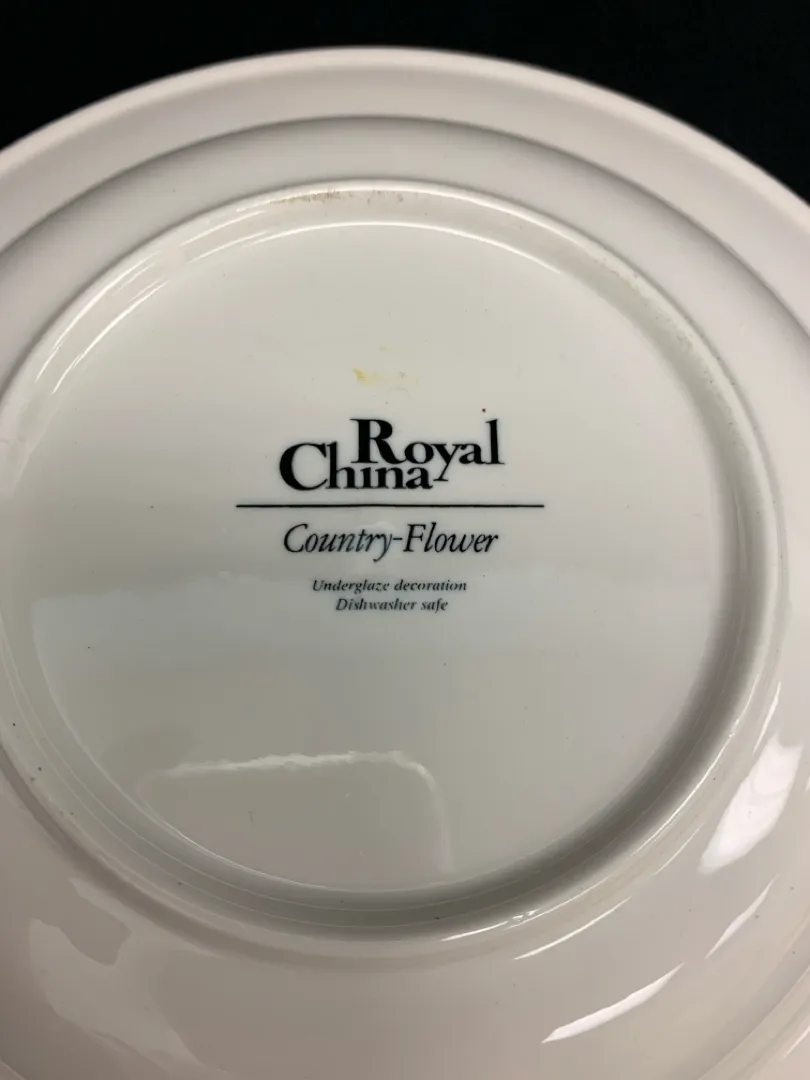 Royal
China
Country-Flower
Underglaze decoration
Dishwasher safe